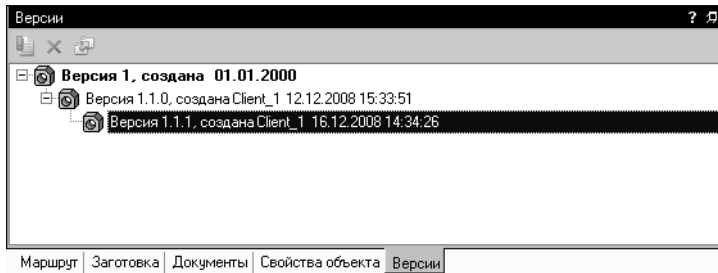 Версии ?
Версия 1, создана 01.01.2000
Версия 1.1.0, создана Client_1 12.12.2008 15:33:51
Версия 1.1.1, создана Client_1 16.12.2008 14:34:26
Маршрут Заготовка Документы Свойства объекта Версии